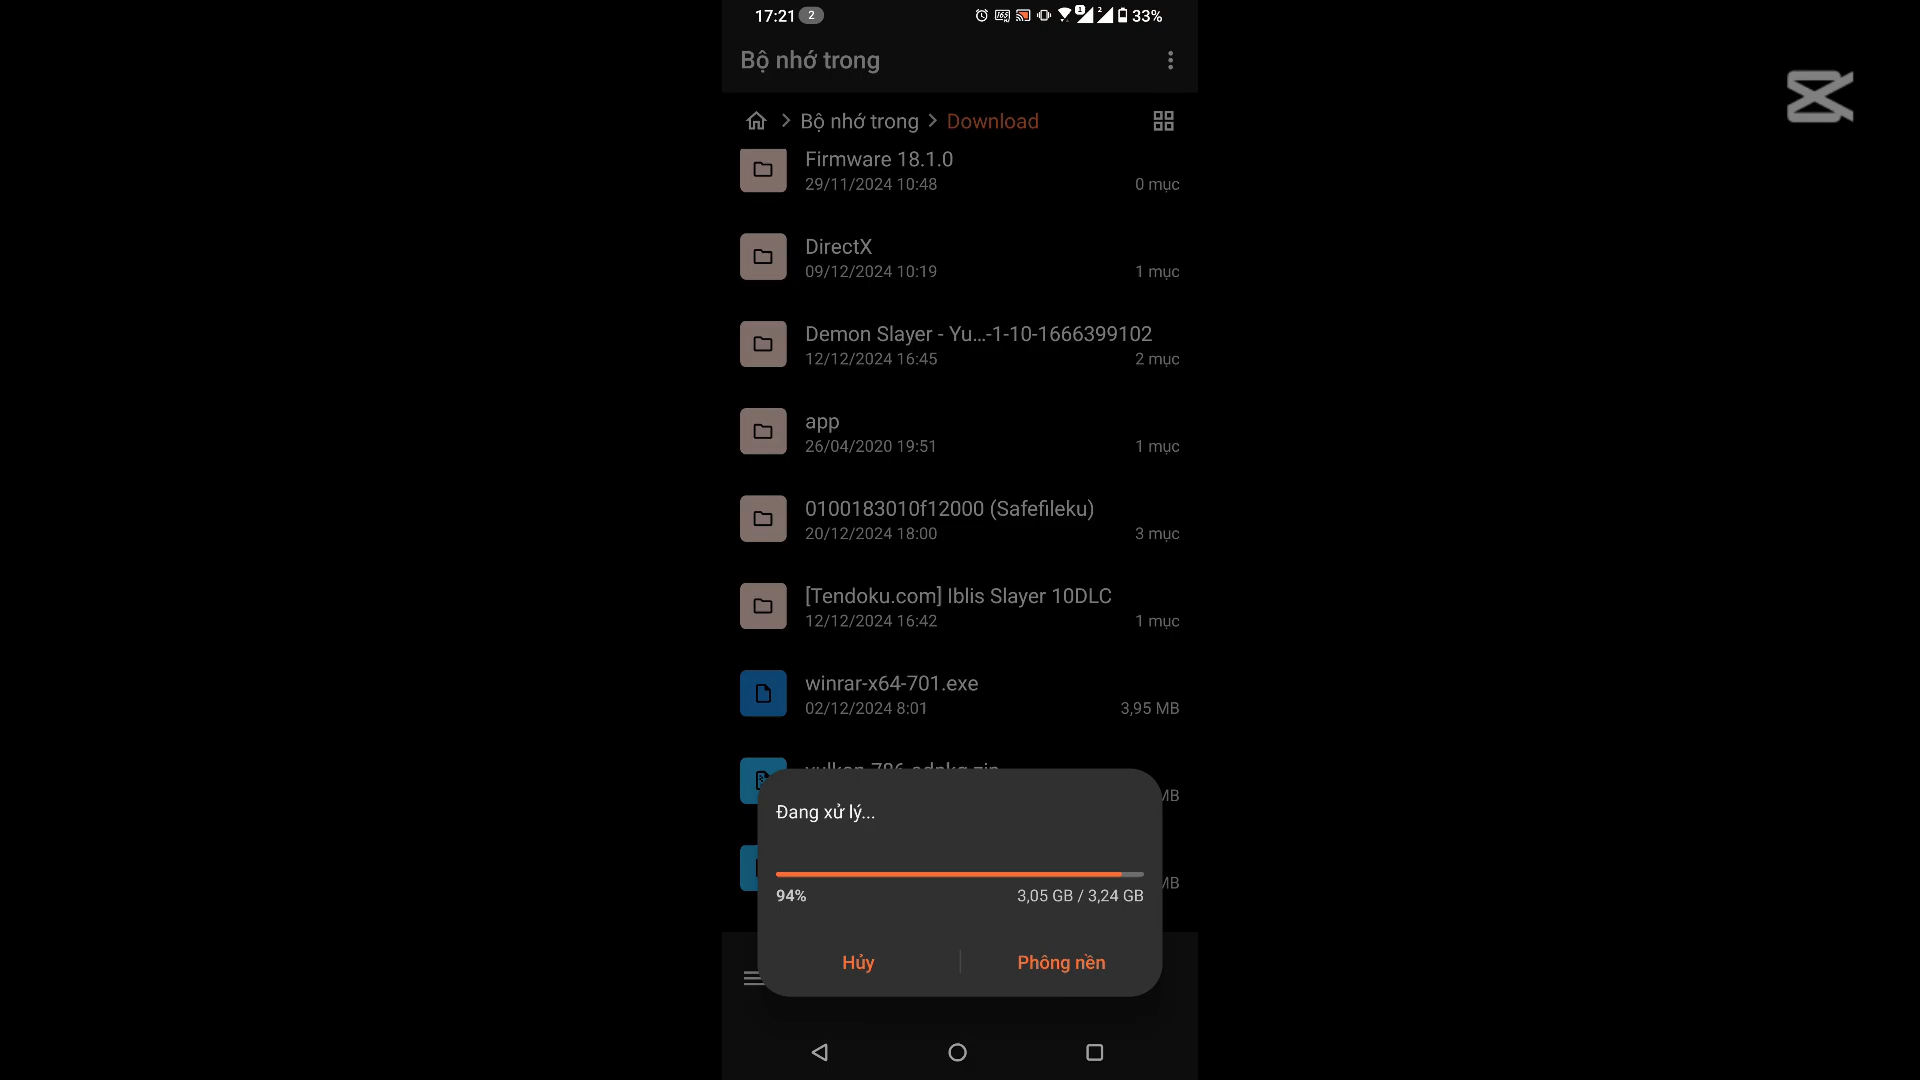 17:21 2 1 2 33%
Bộ nhớ trong
Bộ nhớ trong Download
Firmware 18.1.0
29/11/2024 10:48 0 mục
DirectX
09/12/2024 10:19 1 mục
Demon Slayer - Yu...-1-10-1666399102
12/12/2024 16:45 2 mục
app
26/04/2020 19:51 1 mục
0100183010f12000 (Safefileku)
20/12/2024 18:00 3 mục
[Tendoku.com] Iblis Slayer 10DLC
12/12/2024 16:42 1 mục
winrar-x64-701.exe
02/12/2024 8:01 3,95 MB
MB
Đang xử lý...
MB
94% 3,05 GB / 3,24 GB
Hủy Phông nền